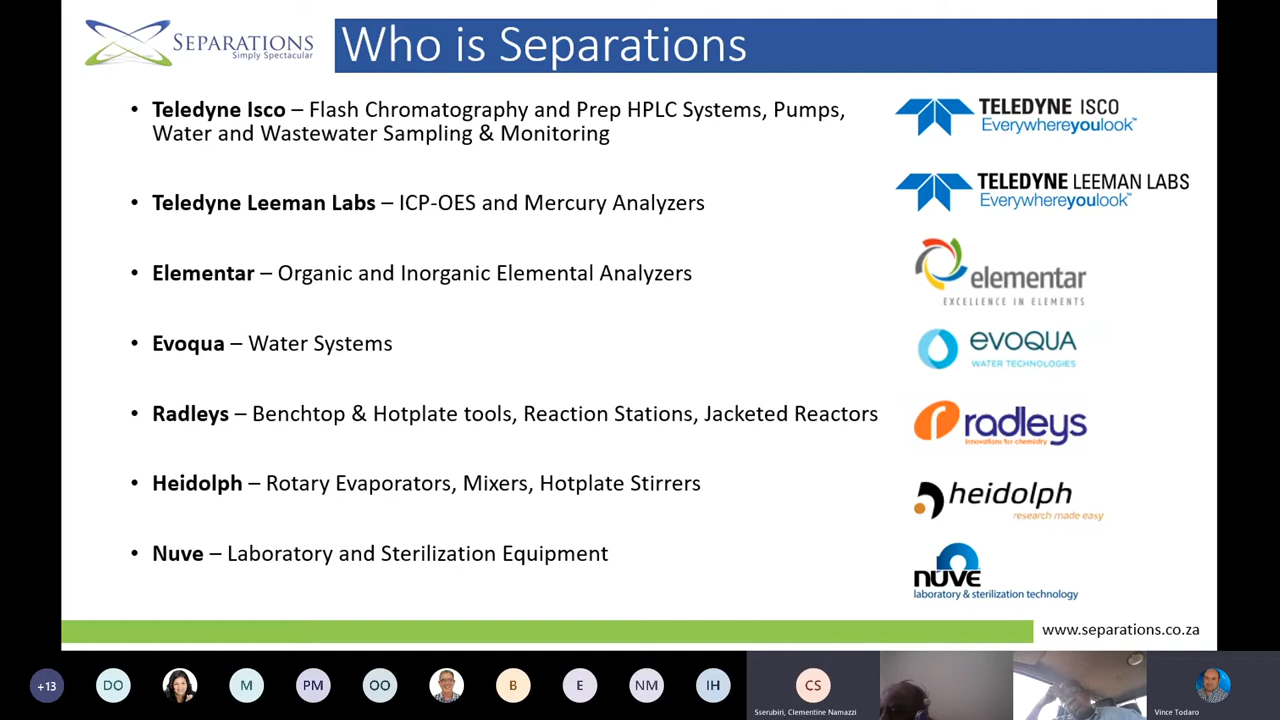 SEPARATIONS
Simply Spectacular
Who is Separations
• Teledyne Isco – Flash Chromatography and Prep HPLC Systems, Pumps,
Water and Wastewater Sampling & Monitoring
TELEDYNE ISCO
Everywhereyoulook™
• Teledyne Leeman Labs – ICP-OES and Mercury Analyzers
TELEDYNE LEEMAN LABS
Everywhereyoulook™
• Elementar – Organic and Inorganic Elemental Analyzers
elementar
EXCELLENCE IN ELEMENTS
• Evoqua – Water Systems
evoqua
WATER TECHNOLOGIES
• Radleys – Benchtop & Hotplate tools, Reaction Stations, Jacketed Reactors
radleys
innovations for chemistry
• Heidolph – Rotary Evaporators, Mixers, Hotplate Stirrers
heidolph
research made easy
• Nuve – Laboratory and Sterilization Equipment
nüve
laboratory & sterilization technology
www.separations.co.za
+13
DO
M
PM
OO
B
E
NM
IH
CS
Sserubiri, Clementine Namazzi
Vince Todaro